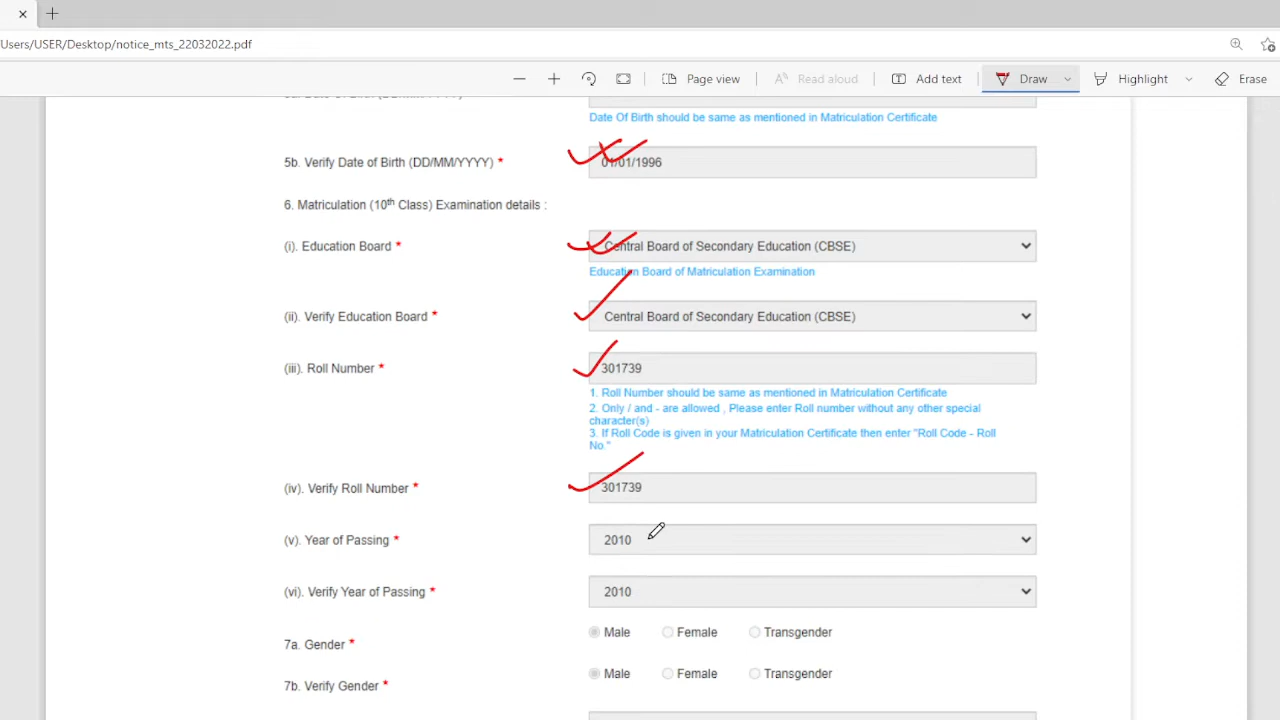 Users/USER/Desktop/notice_mts_22032022.pdf
Page view
Read aloud
Add text
Draw
Highlight
Erase
Date Of Birth should be same as mentioned in Matriculation Certificate
5b. Verify Date of Birth (DD/MM/YYYY) *
01/01/1996
6. Matriculation (10th Class) Examination details :
(i). Education Board *
Central Board of Secondary Education (CBSE)
Education Board of Matriculation Examination
(ii). Verify Education Board *
Central Board of Secondary Education (CBSE)
(iii). Roll Number *
301739
1. Roll Number should be same as mentioned in Matriculation Certificate
2. Only / and - are allowed , Please enter Roll number without any other special
character(s)
3. If Roll Code is given in your Matriculation Certificate then enter "Roll Code - Roll
No."
(iv). Verify Roll Number *
301739
(v). Year of Passing *
2010
(vi). Verify Year of Passing *
2010
7a. Gender *
Male
Female
Transgender
7b. Verify Gender *
Male
Female
Transgender